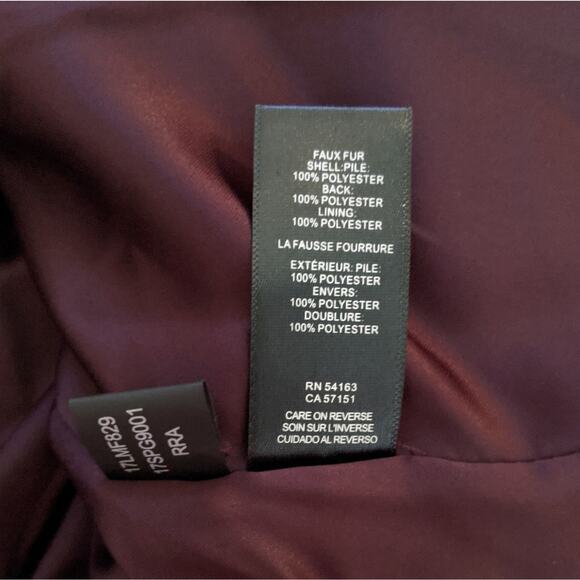 FAUX FUR
SHELL:PILE:
100% POLYESTER
BACK:
100% POLYESTER
LINING:
100% POLYESTER
LA FAUSSE FOURRURE
EXTÉRIEUR: PILE:
100% POLYESTER
ENVERS:
100% POLYESTER
DOUBLURE:
100% POLYESTER
RN 54163
CA 57151
CARE ON REVERSE
SOIN SUR L'INVERSE
CUIDADO AL REVERSO
17LMF829
17SPG9001
RRA